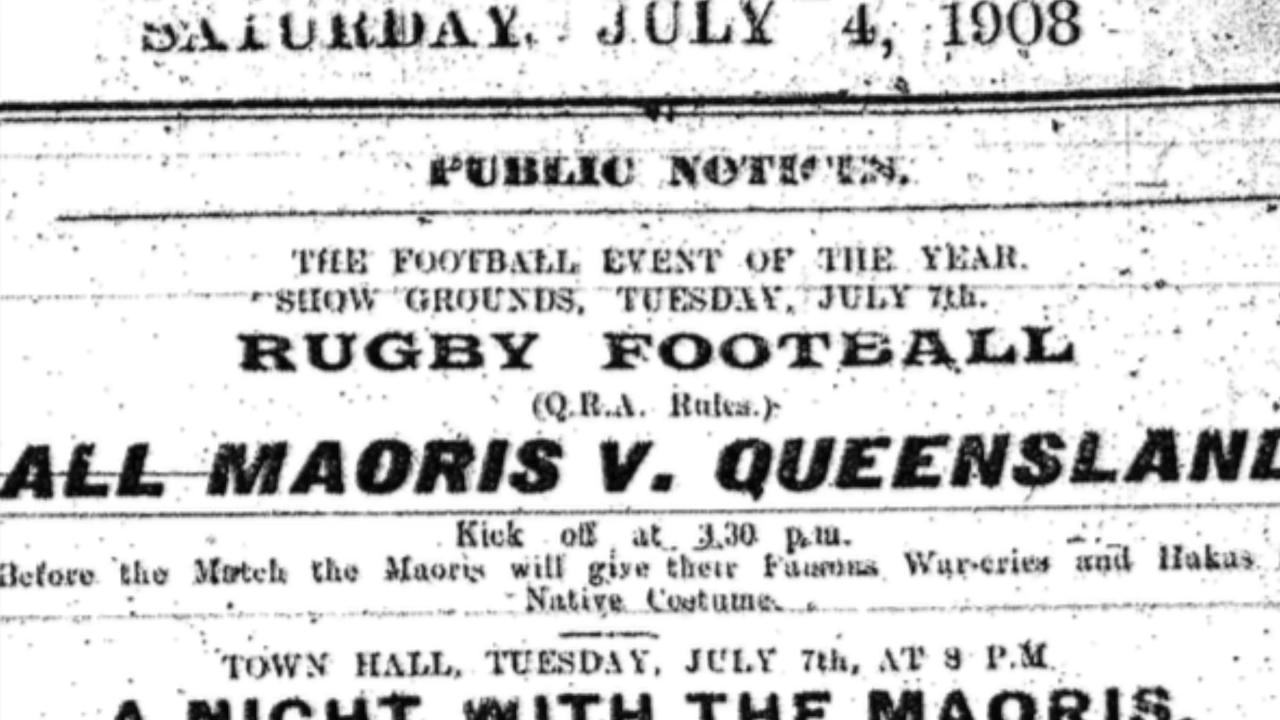 SATURDAY, JULY 4, 1908
PUBLIC NOTICES.
THE FOOTBALL EVENT OF THE YEAR.
SHOW GROUNDS, TUESDAY, JULY 7th.
RUGBY FOOTBALL
(Q.R.A. Rules.)
ALL MAORIS V. QUEENSLAND
Kick off at 3.30 p.m.
Before the Match the Maoris will give their Famous War-cries and Hakas
Native Costume.
TOWN HALL, TUESDAY, JULY 7th, AT 8 P.M
A NIGHT WITH THE MAORIS.